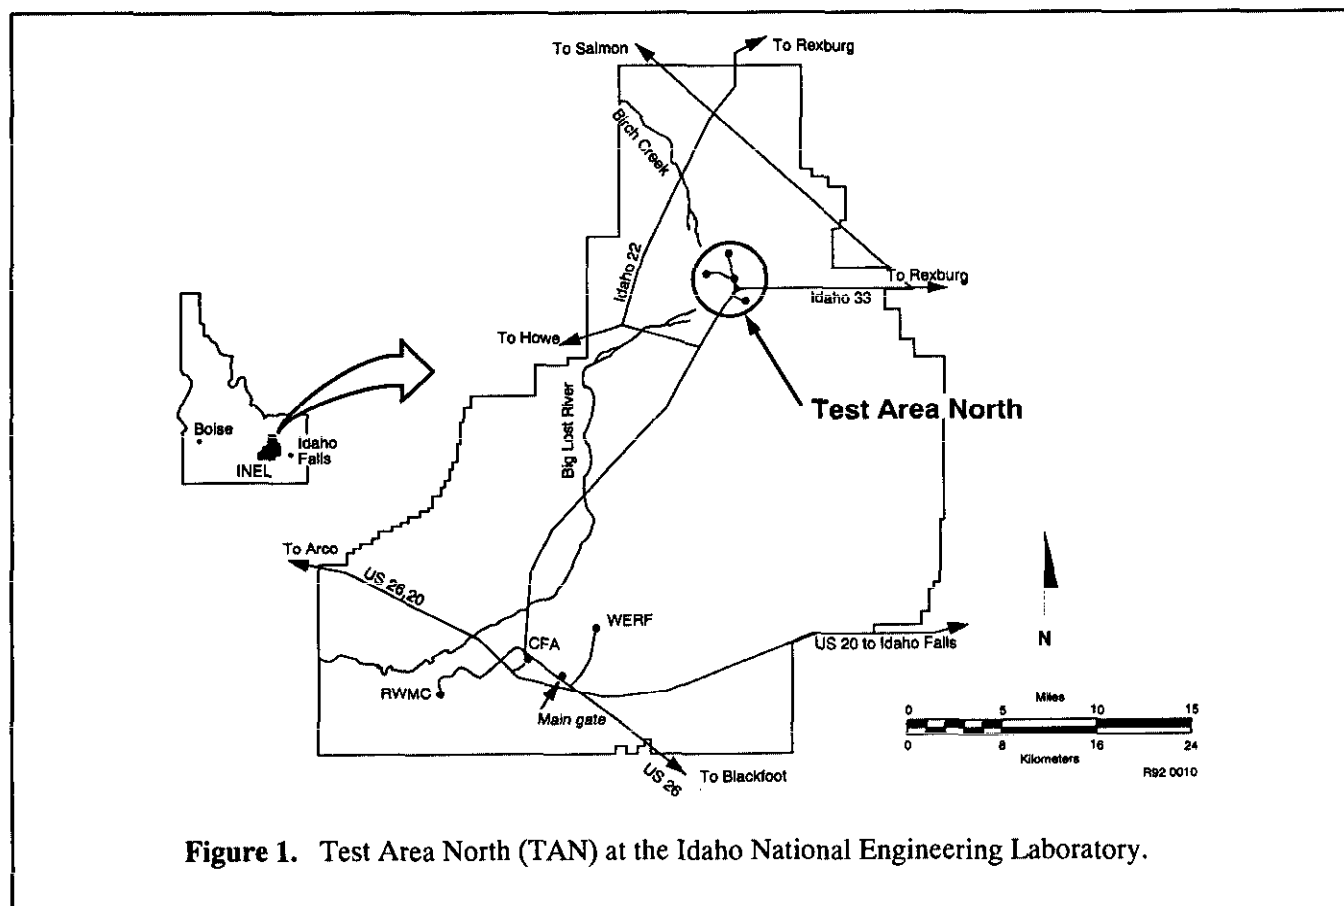 To Salmon
To Rexburg
Birch Creek
Idaho 22
To Rexburg
Idaho 33
To Howe
Test Area North
Big Lost River
Boise
Idaho
Falls
INEL
To Arco
US 26,20
WERF
CFA
US 20 to Idaho Falls
N
RWMC
Main gate
To Blackfoot
US 26
Miles
0 5 10 15
0 8 16 24
Kilometers
R92 0010
Figure 1. Test Area North (TAN) at the Idaho National Engineering Laboratory.